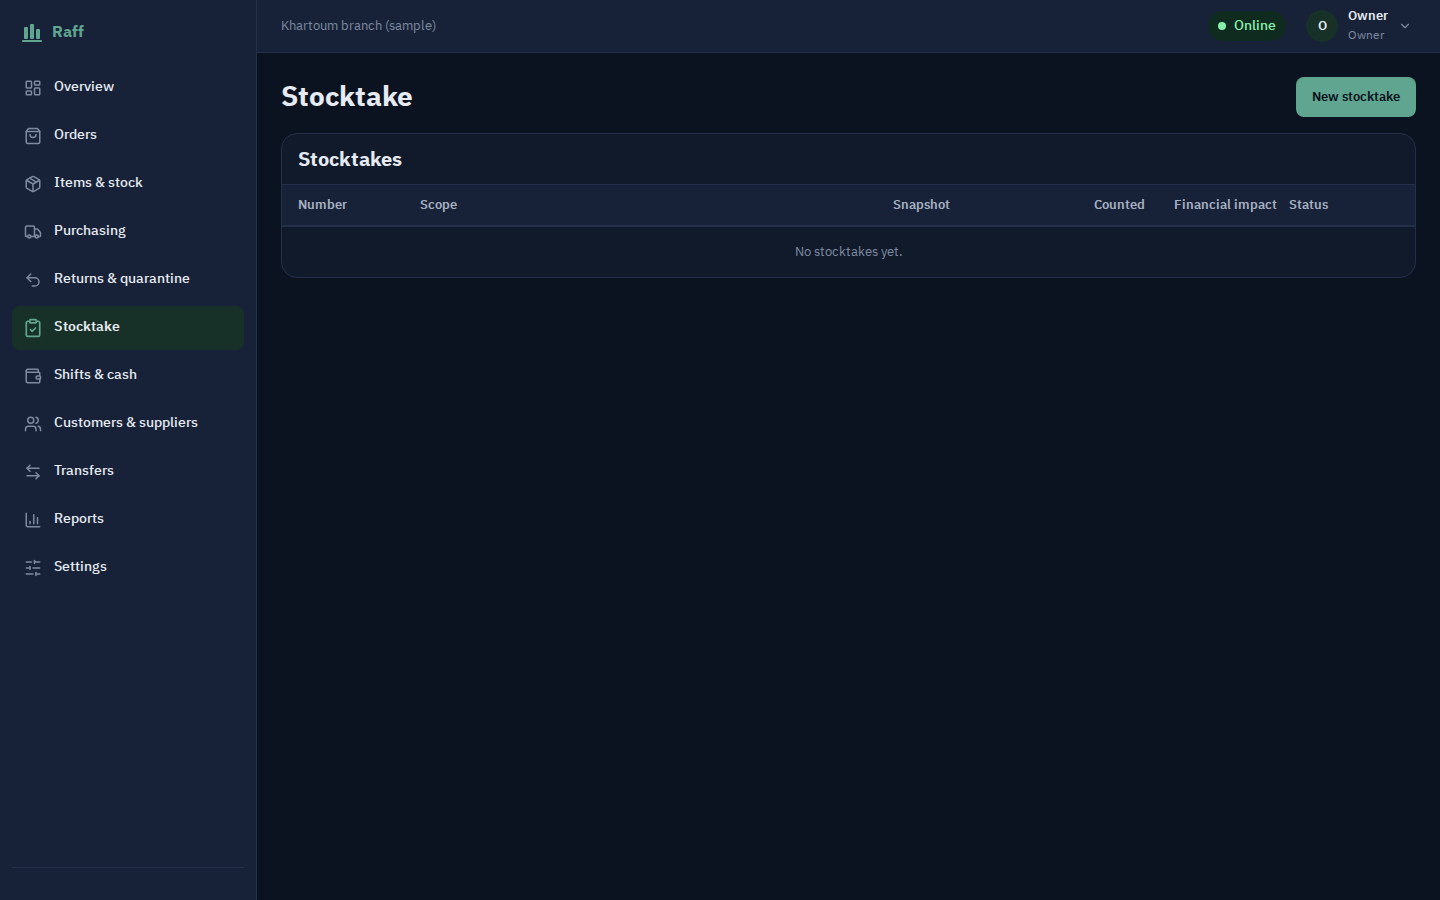 Raff
Khartoum branch (sample)
Online
O
Owner
Owner
Overview
Orders
Items & stock
Purchasing
Returns & quarantine
Stocktake
Shifts & cash
Customers & suppliers
Transfers
Reports
Settings
Stocktake
New stocktake
Stocktakes
Number Scope Snapshot Counted Financial impact Status
No stocktakes yet.